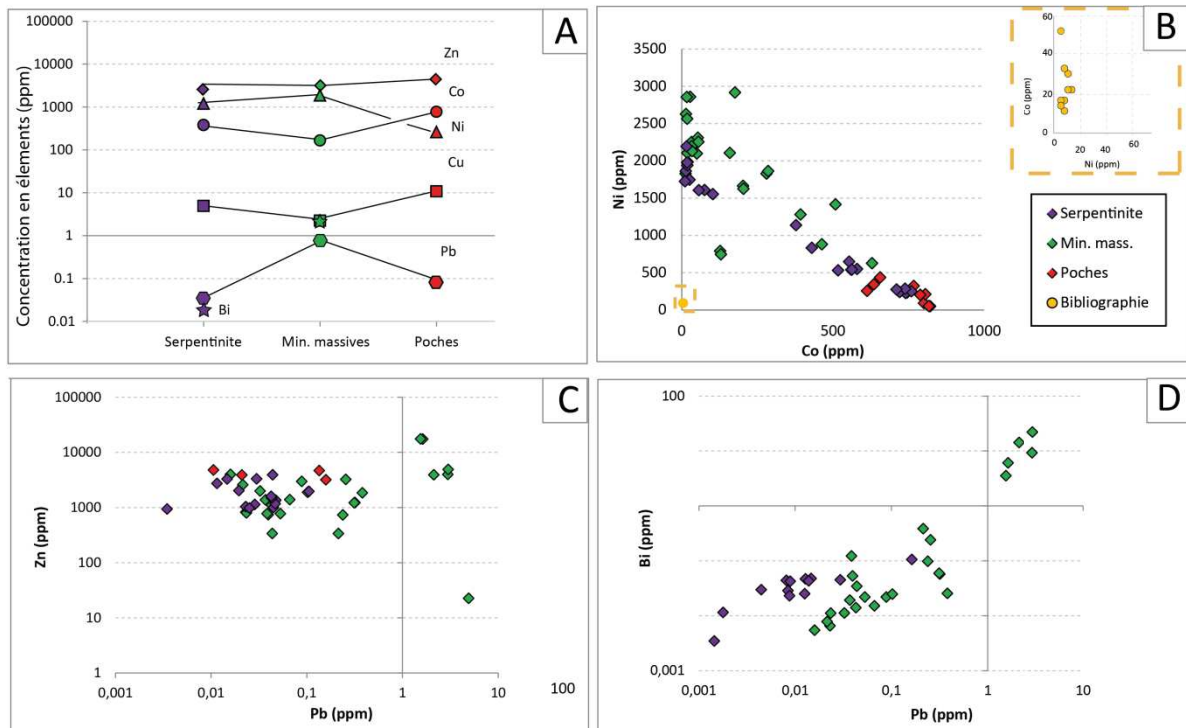 A
100000
10000
1000
100
10
1
0.1
0.01
Concentration en élements (ppm)
Zn
Co
Ni
Cu
Pb
Bi
Serpentinite
Min. massives
Poches
B
3500
3000
2500
2000
1500
1000
500
0
Ni (ppm)
0
500
1000
Co (ppm)
60
40
20
0
Co (ppm)
0
20
40
60
Ni (ppm)
Serpentinite
Min. mass.
Poches
Bibliographie
C
100000
10000
1000
100
10
1
Zn (ppm)
0,001
0,01
0,1
1
100
Pb (ppm)
D
100
0,001
Bi (ppm)
0,001
0,01
0,1
1
Pb (ppm)